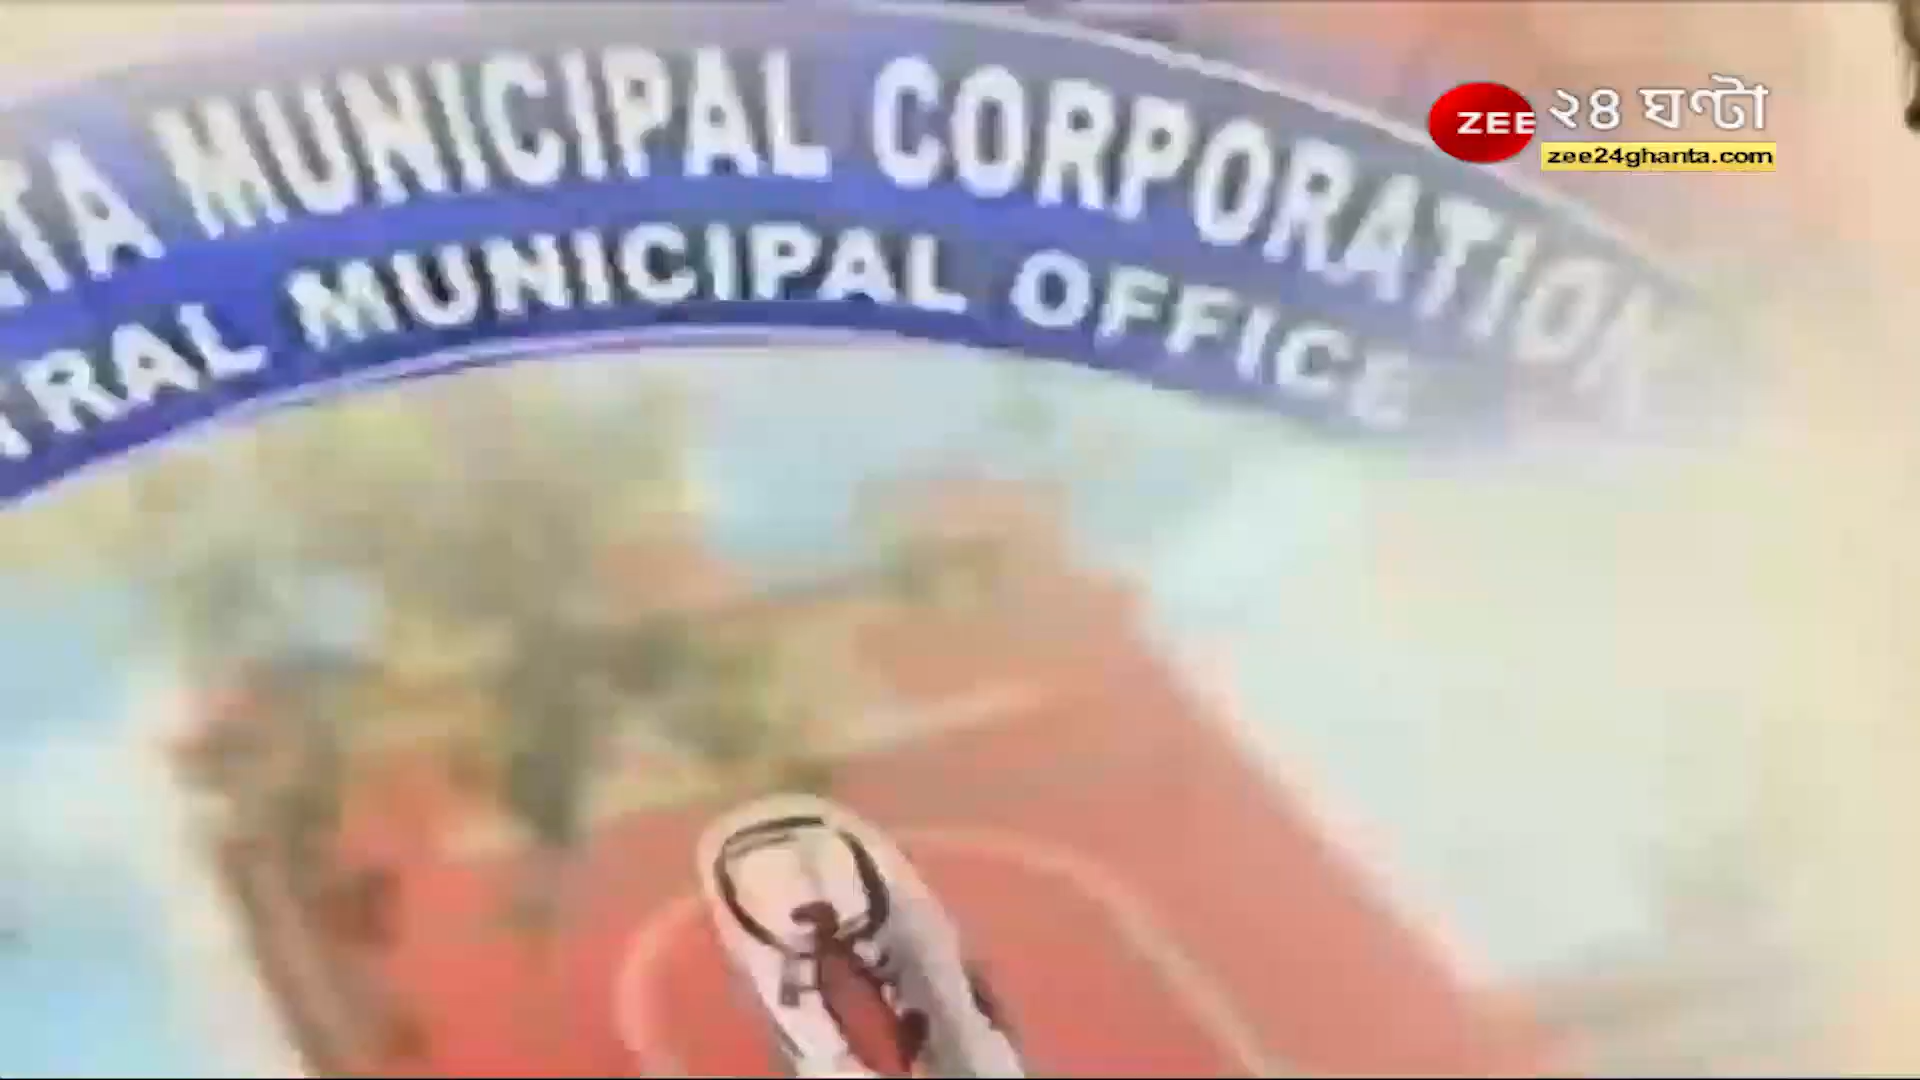 MUNICIPAL CORPORATION
MUNICIPAL OFFICE
ZEE ২৪ ঘণ্টা
zee24ghanta.com